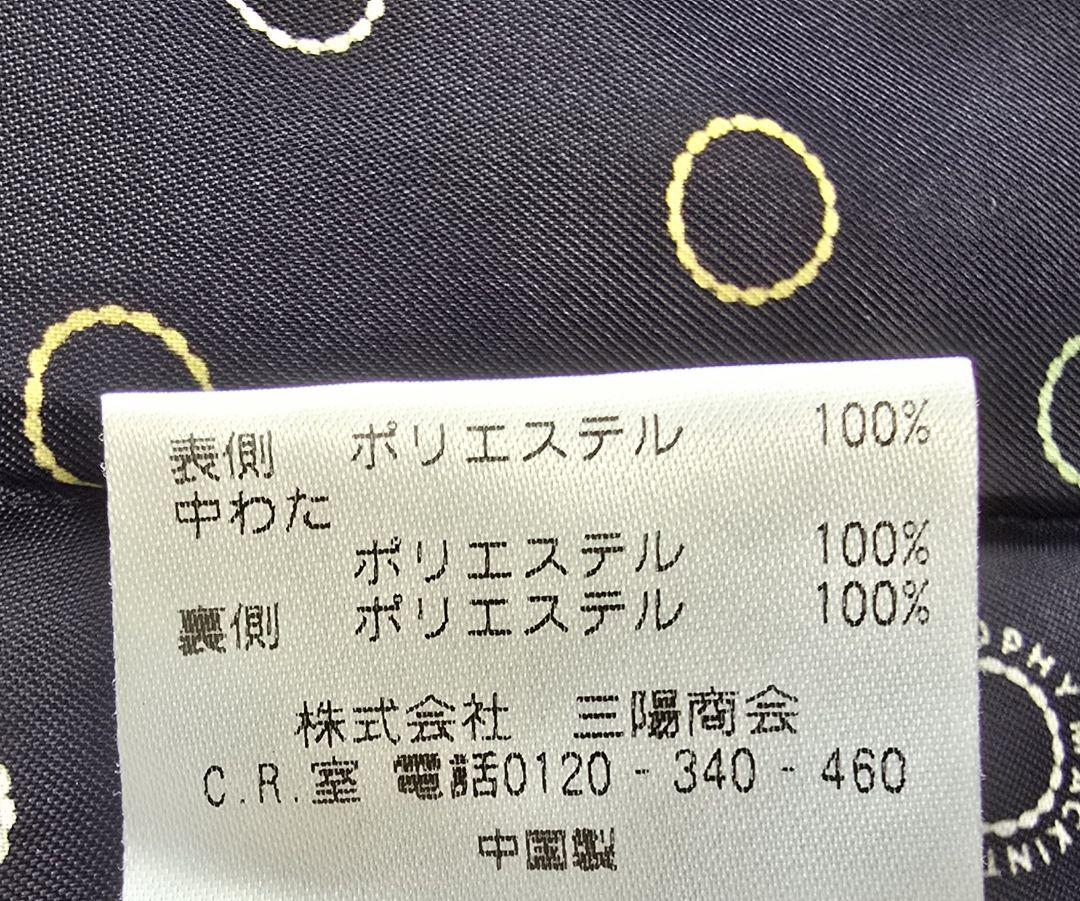 表側 ポリエステル 100%
中わた
ポリエステル 100%
裏側 ポリエステル 100%
株式会社 三陽商会
C.R.室 電話0120-340-460
中国製